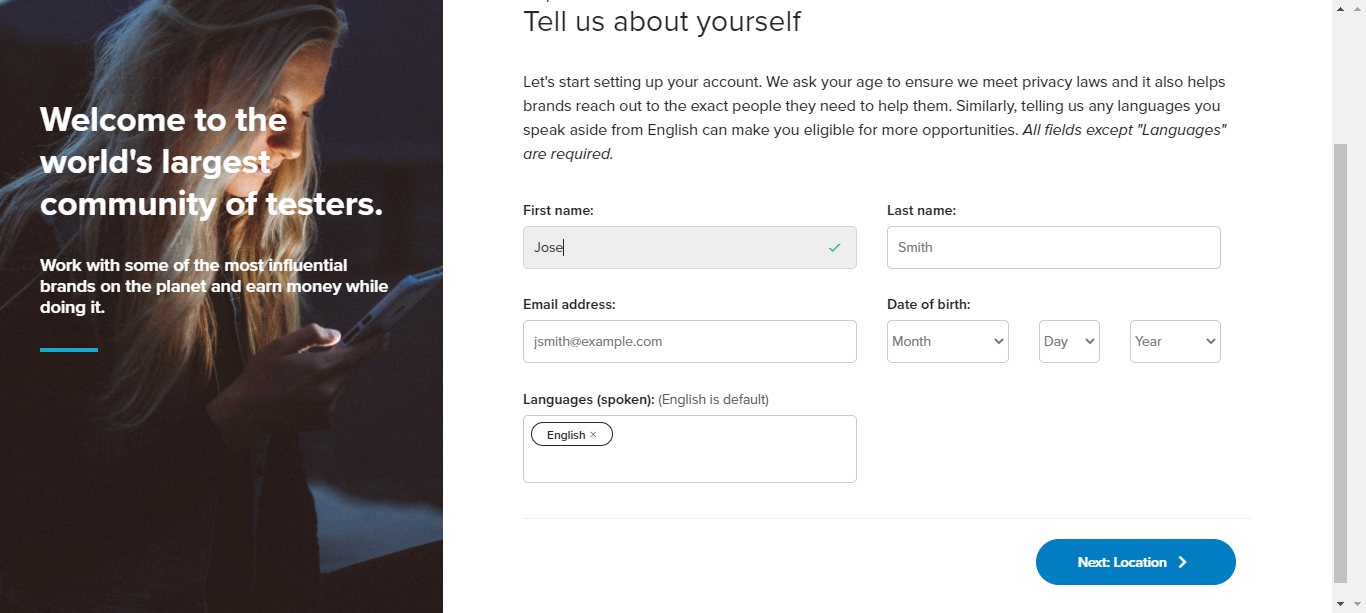 Welcome to the
world's largest
community of testers.
Work with some of the most influential
brands on the planet and earn money while
doing it.
Tell us about yourself
Let's start setting up your account. We ask your age to ensure we meet privacy laws and it also helps
brands reach out to the exact people they need to help them. Similarly, telling us any languages you
speak aside from English can make you eligible for more opportunities. All fields except "Languages"
are required.
First name:
Last name:
Jose
Smith
Email address:
Date of birth:
jsmith@example.com
Month
Day
Year
Languages (spoken): (English is default)
English ×
Next: Location